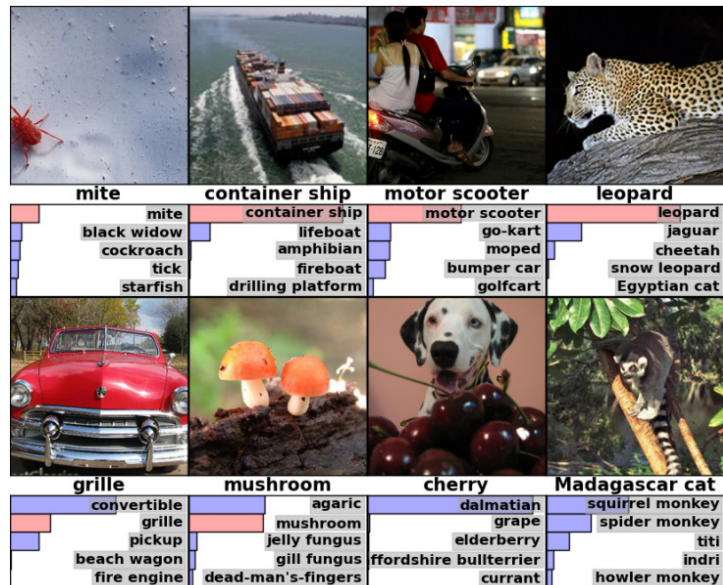 mite
container ship
motor scooter
leopard
mite
black widow
cockroach
tick
starfish
container ship
lifeboat
amphibian
fireboat
drilling platform
motor scooter
go-kart
moped
bumper car
golfcart
leopard
jaguar
cheetah
snow leopard
Egyptian cat
grille
mushroom
cherry
Madagascar cat
convertible
grille
pickup
beach wagon
fire engine
agaric
mushroom
jelly fungus
gill fungus
dead-man's-fingers
dalmatian
grape
elderberry
ffordshire bullterrier
currant
squirrel monkey
spider monkey
titi
indri
howler monkey